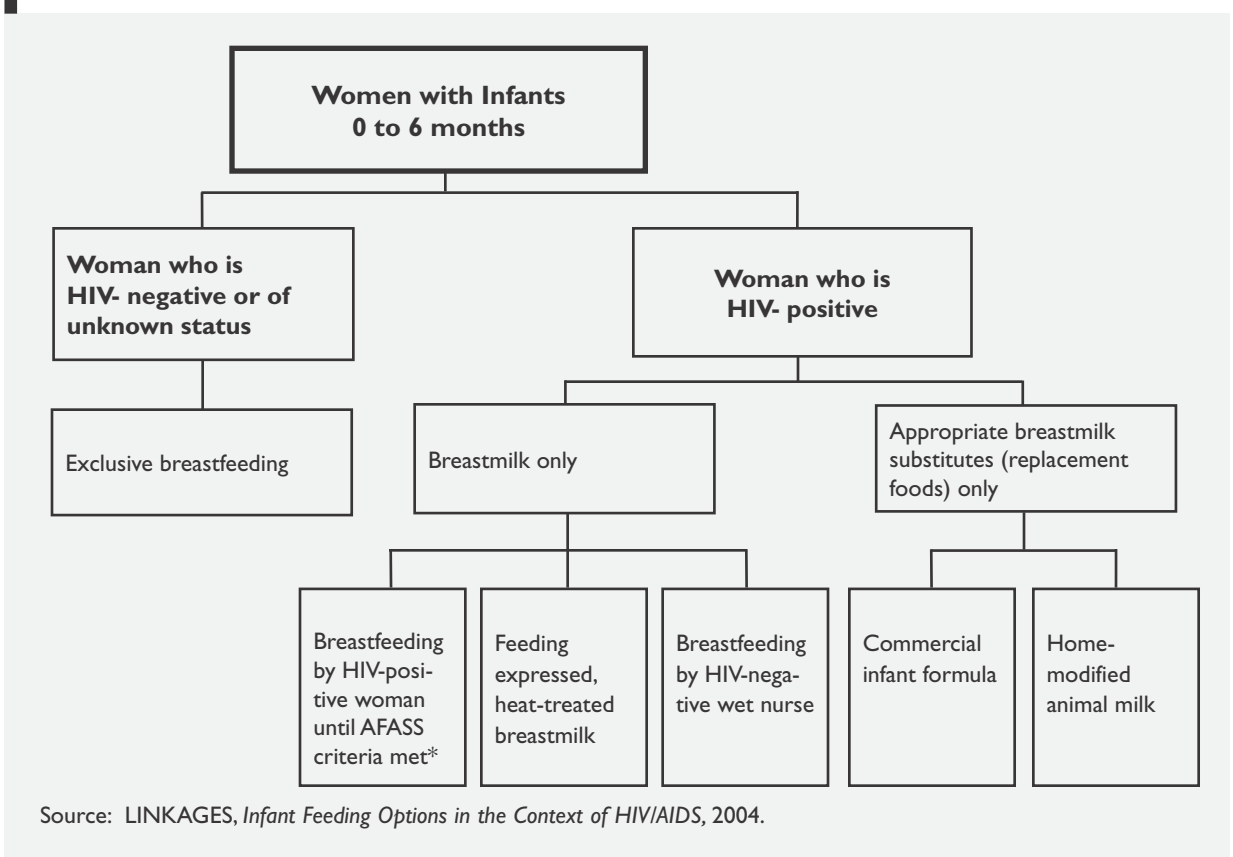 Women with Infants
0 to 6 months
Woman who is
HIV- negative or of
unknown status
Woman who is
HIV- positive
Exclusive breastfeeding
Breastmilk only
Appropriate breastmilk
substitutes (replacement
foods) only
Breastfeeding
by HIV-posi-
tive woman
until AFASS
criteria met*
Feeding
expressed,
heat-treated
breastmilk
Breastfeeding
by HIV-nega-
tive wet nurse
Commercial
infant formula
Home-
modified
animal milk
Source: LINKAGES, Infant Feeding Options in the Context of HIV/AIDS, 2004.